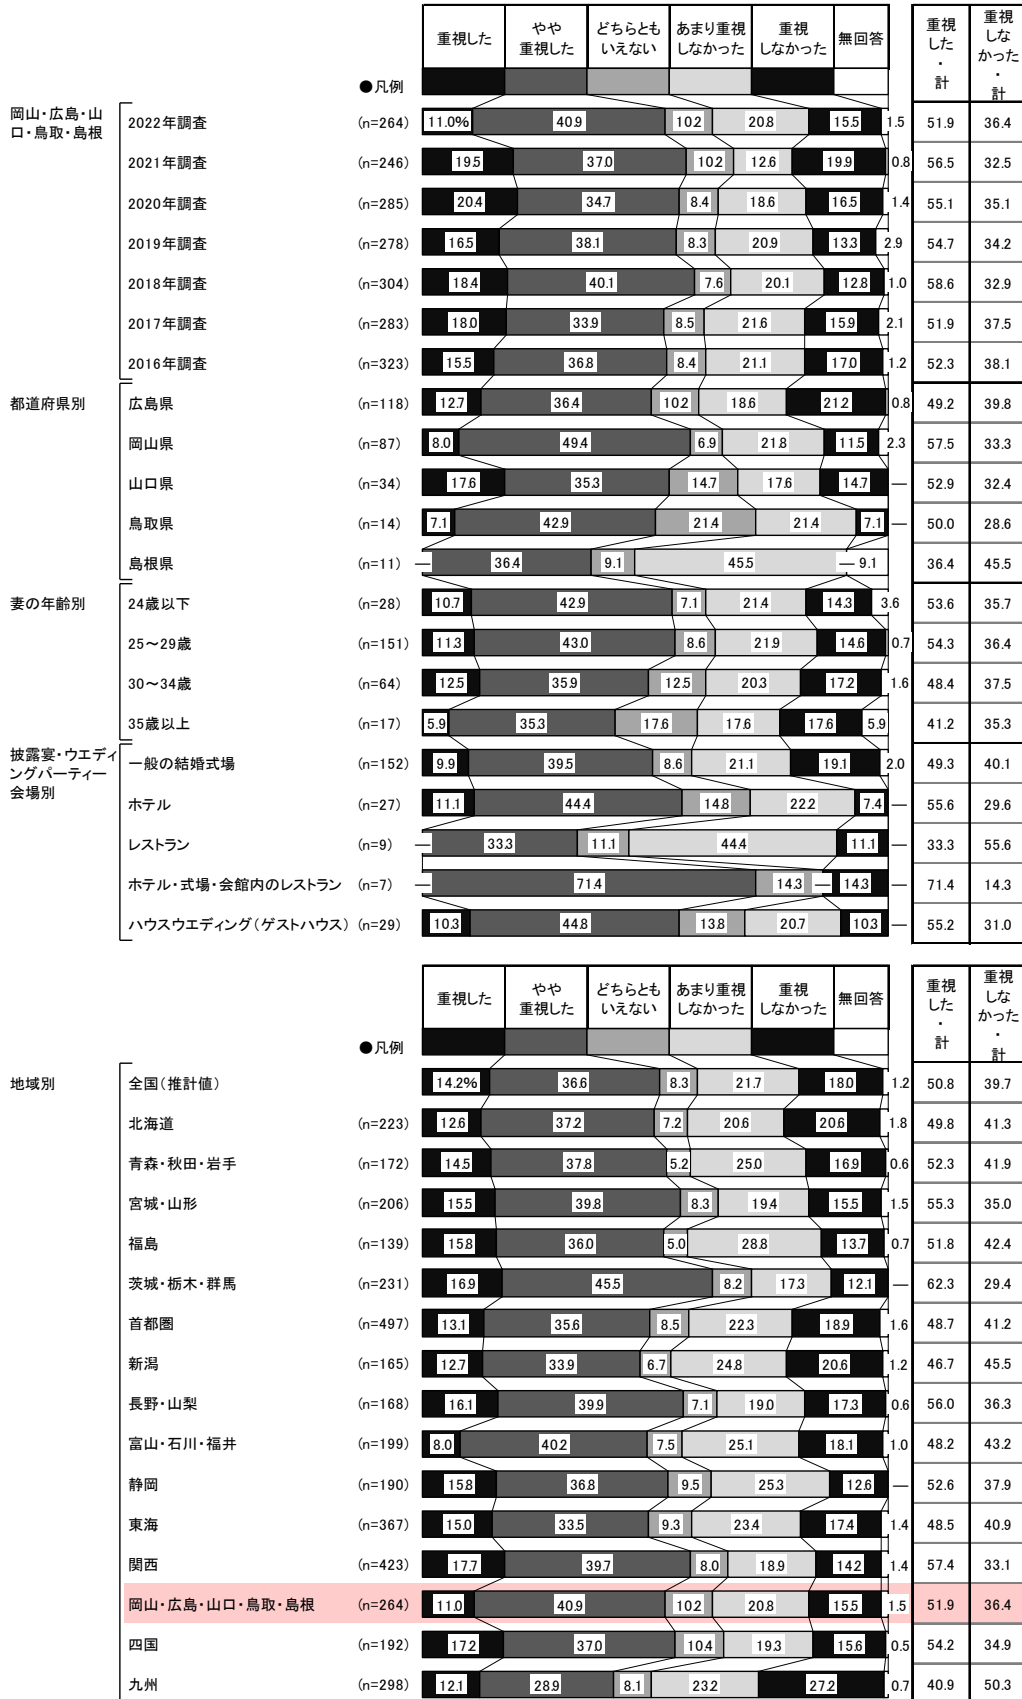 重視した
やや
重視した
どちらとも
いえない
あまり重視
しなかった
重視
しなかった
無回答
重視
した
・
計
重視
しな
かった
・
計
●凡例
岡山・広島・山
口・鳥取・島根
2022年調査 (n=264) 11.0% 40.9 10.2 20.8 15.5 1.5 51.9 36.4
2021年調査 (n=246) 19.5 37.0 10.2 12.6 19.9 0.8 56.5 32.5
2020年調査 (n=285) 20.4 34.7 8.4 18.6 16.5 1.4 55.1 35.1
2019年調査 (n=278) 16.5 38.1 8.3 20.9 13.3 2.9 54.7 34.2
2018年調査 (n=304) 18.4 40.1 7.6 20.1 12.8 1.0 58.6 32.9
2017年調査 (n=283) 18.0 33.9 8.5 21.6 15.9 2.1 51.9 37.5
2016年調査 (n=323) 15.5 36.8 8.4 21.1 17.0 1.2 52.3 38.1
都道府県別
広島県 (n=118) 12.7 36.4 10.2 18.6 21.2 0.8 49.2 39.8
岡山県 (n=87) 8.0 49.4 6.9 21.8 11.5 2.3 57.5 33.3
山口県 (n=34) 17.6 35.3 14.7 17.6 14.7 — 52.9 32.4
鳥取県 (n=14) 7.1 42.9 21.4 21.4 7.1 — 50.0 28.6
島根県 (n=11) — 36.4 9.1 45.5 — 9.1 36.4 45.5
妻の年齢別
24歳以下 (n=28) 10.7 42.9 7.1 21.4 14.3 3.6 53.6 35.7
25～29歳 (n=151) 11.3 43.0 8.6 21.9 14.6 0.7 54.3 36.4
30～34歳 (n=64) 12.5 35.9 12.5 20.3 17.2 1.6 48.4 37.5
35歳以上 (n=17) 5.9 35.3 17.6 17.6 17.6 5.9 41.2 35.3
披露宴・ウエディ
ングパーティー
会場別
一般の結婚式場 (n=152) 9.9 39.5 8.6 21.1 19.1 2.0 49.3 40.1
ホテル (n=27) 11.1 44.4 14.8 22.2 7.4 — 55.6 29.6
レストラン (n=9) — 33.3 11.1 44.4 11.1 33.3 55.6
ホテル・式場・会館内のレストラン (n=7) — 71.4 14.3 — 14.3 71.4 14.3
ハウスウエディング(ゲストハウス) (n=29) 10.3 44.8 13.8 20.7 10.3 — 55.2 31.0
重視した
やや
重視した
どちらとも
いえない
あまり重視
しなかった
重視
しなかった
無回答
重視
した
・
計
重視
しな
かった
・
計
●凡例
地域別
全国(推計値) 14.2% 36.6 8.3 21.7 18.0 1.2 50.8 39.7
北海道 (n=223) 12.6 37.2 7.2 20.6 20.6 1.8 49.8 41.3
青森・秋田・岩手 (n=172) 14.5 37.8 5.2 25.0 16.9 0.6 52.3 41.9
宮城・山形 (n=206) 15.5 39.8 8.3 19.4 15.5 1.5 55.3 35.0
福島 (n=139) 15.8 36.0 5.0 28.8 13.7 0.7 51.8 42.4
茨城・栃木・群馬 (n=231) 16.9 45.5 8.2 17.3 12.1 — 62.3 29.4
首都圏 (n=497) 13.1 35.6 8.5 22.3 18.9 1.6 48.7 41.2
新潟 (n=165) 12.7 33.9 6.7 24.8 20.6 1.2 46.7 45.5
長野・山梨 (n=168) 16.1 39.9 7.1 19.0 17.3 0.6 56.0 36.3
富山・石川・福井 (n=199) 8.0 40.2 7.5 25.1 18.1 1.0 48.2 43.2
静岡 (n=190) 15.8 36.8 9.5 25.3 12.6 — 52.6 37.9
東海 (n=367) 15.0 33.5 9.3 23.4 17.4 1.4 48.5 40.9
関西 (n=423) 17.7 39.7 8.0 18.9 14.2 1.4 57.4 33.1
岡山・広島・山口・鳥取・島根 (n=264) 11.0 40.9 10.2 20.8 15.5 1.5 51.9 36.4
四国 (n=192) 17.2 37.0 10.4 19.3 15.6 0.5 54.2 34.9
九州 (n=298) 12.1 28.9 8.1 23.2 27.2 0.7 40.9 50.3